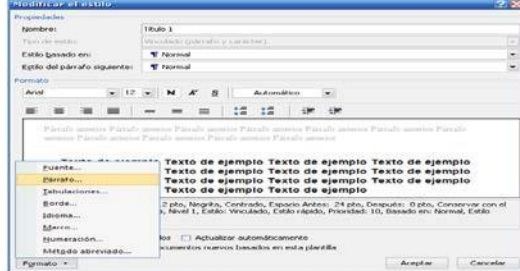 Modificar el estilo
Propiedades
Nombre: Título 1
Tipo de estilo: Vinculado (párrafo y carácter)
Estilo basado en: ¶ Normal
Estilo del párrafo siguiente: ¶ Normal
Formato
Arial 12 N K S Automático
Párrafo anterior Párrafo anterior Párrafo anterior Párrafo anterior Párrafo anterior Párrafo anterior
anterior Párrafo anterior Párrafo anterior Párrafo anterior Párrafo anterior
Texto de ejemplo Texto de ejemplo Texto de ejemplo
Texto de ejemplo Texto de ejemplo Texto de ejemplo
Texto de ejemplo Texto de ejemplo Texto de ejemplo
Texto de ejemplo Texto de ejemplo
Fuente...
Párrafo...
Tabulaciones...
Borde...
Idioma...
Marco...
Numeración...
Método abreviado...
2 pto, Negrita, Centrado, Espacio Antes: 24 pto, Después: 0 pto, Conservar con el
, Nivel 1, Estilo: Vinculado, Estilo rápido, Prioridad: 10, Basado en: Normal, Estilo
Actualizar automáticamente
documentos nuevos basados en esta plantilla
Formato Aceptar Cancelar